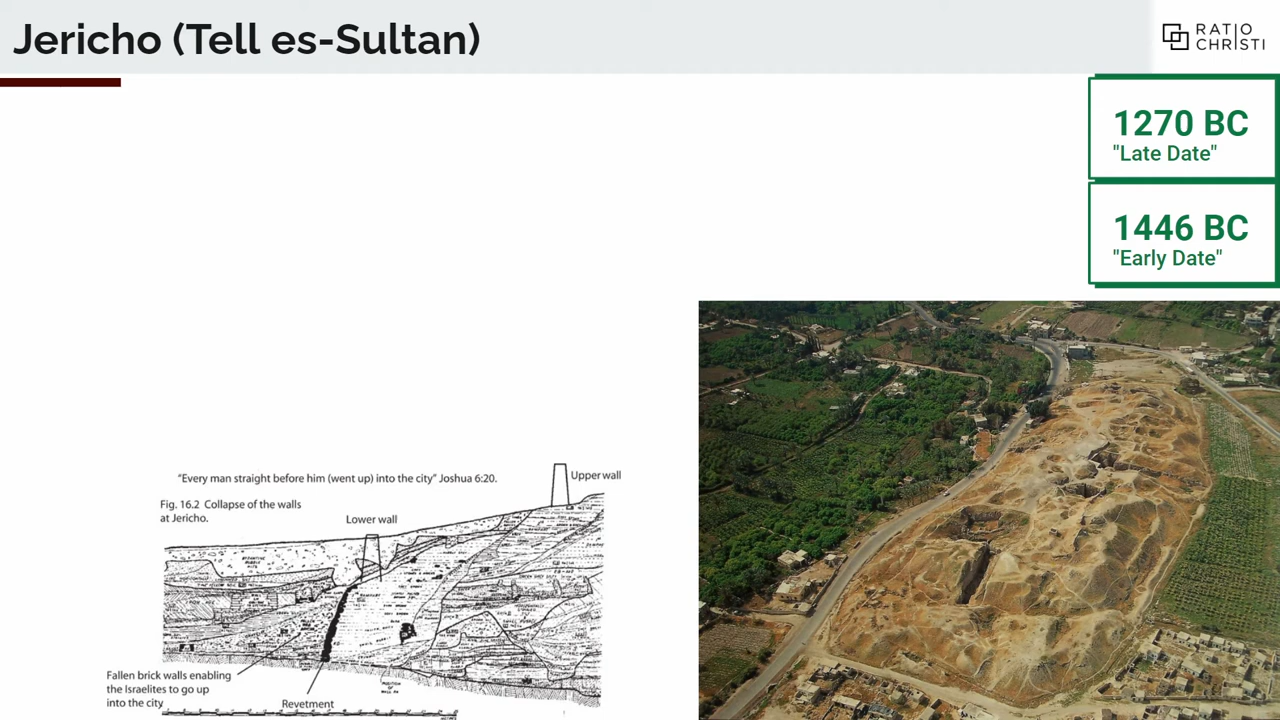 Jericho (Tell es-Sultan)
RATIO
CHRISTI
1270 BC
"Late Date"
1446 BC
"Early Date"
“Every man straight before him (went up) into the city” Joshua 6:20.
Upper wall
Fig. 16.2 Collapse of the walls
at Jericho.
Lower wall
Fallen brick walls enabling
the Israelites to go up
into the city
Revetment